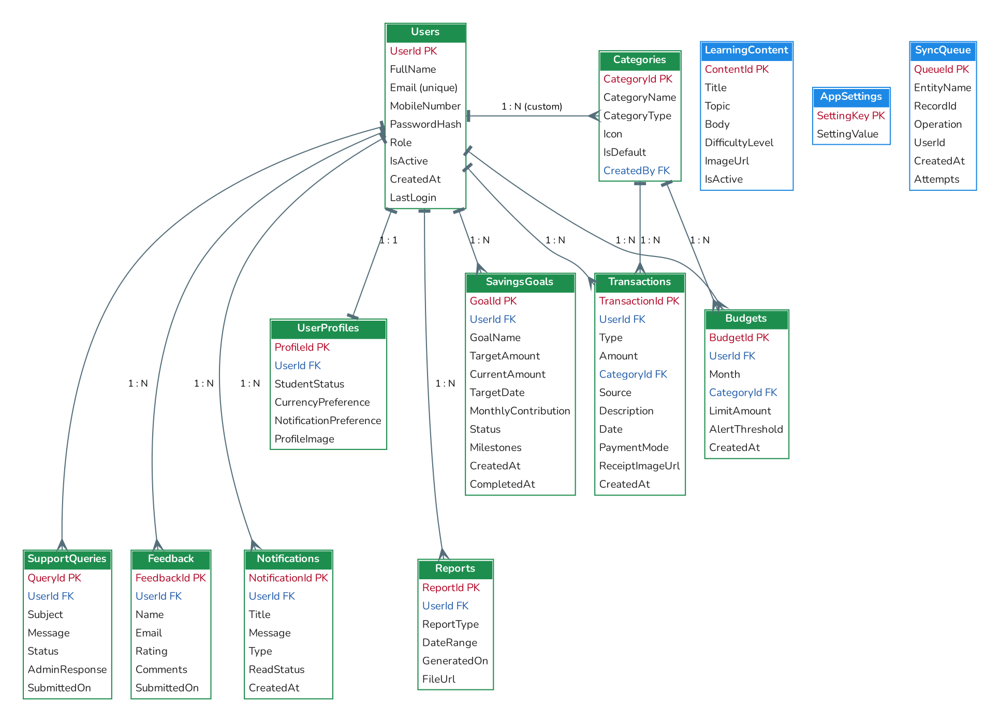 Users
UserId PK
FullName
Email (unique)
MobileNumber
PasswordHash
Role
IsActive
CreatedAt
LastLogin
1 : N (custom)
Categories
CategoryId PK
CategoryName
CategoryType
Icon
IsDefault
CreatedBy FK
LearningContent
ContentId PK
Title
Topic
Body
DifficultyLevel
ImageUrl
IsActive
AppSettings
SettingKey PK
SettingValue
SyncQueue
QueueId PK
EntityName
RecordId
Operation
UserId
CreatedAt
Attempts
1 : 1
1 : N
1 : N
1 : N
1 : N
1 : N
UserProfiles
ProfileId PK
UserId FK
StudentStatus
CurrencyPreference
NotificationPreference
ProfileImage
SavingsGoals
GoalId PK
UserId FK
GoalName
TargetAmount
CurrentAmount
TargetDate
MonthlyContribution
Status
Milestones
CreatedAt
CompletedAt
Transactions
TransactionId PK
UserId FK
Type
Amount
CategoryId FK
Source
Description
Date
PaymentMode
ReceiptImageUrl
CreatedAt
Budgets
BudgetId PK
UserId FK
Month
CategoryId FK
LimitAmount
AlertThreshold
CreatedAt
1 : N
1 : N
1 : N
1 : N
SupportQueries
QueryId PK
UserId FK
Subject
Message
Status
AdminResponse
SubmittedOn
Feedback
FeedbackId PK
UserId FK
Name
Email
Rating
Comments
SubmittedOn
Notifications
NotificationId PK
UserId FK
Title
Message
Type
ReadStatus
CreatedAt
Reports
ReportId PK
UserId FK
ReportType
DateRange
GeneratedOn
FileUrl